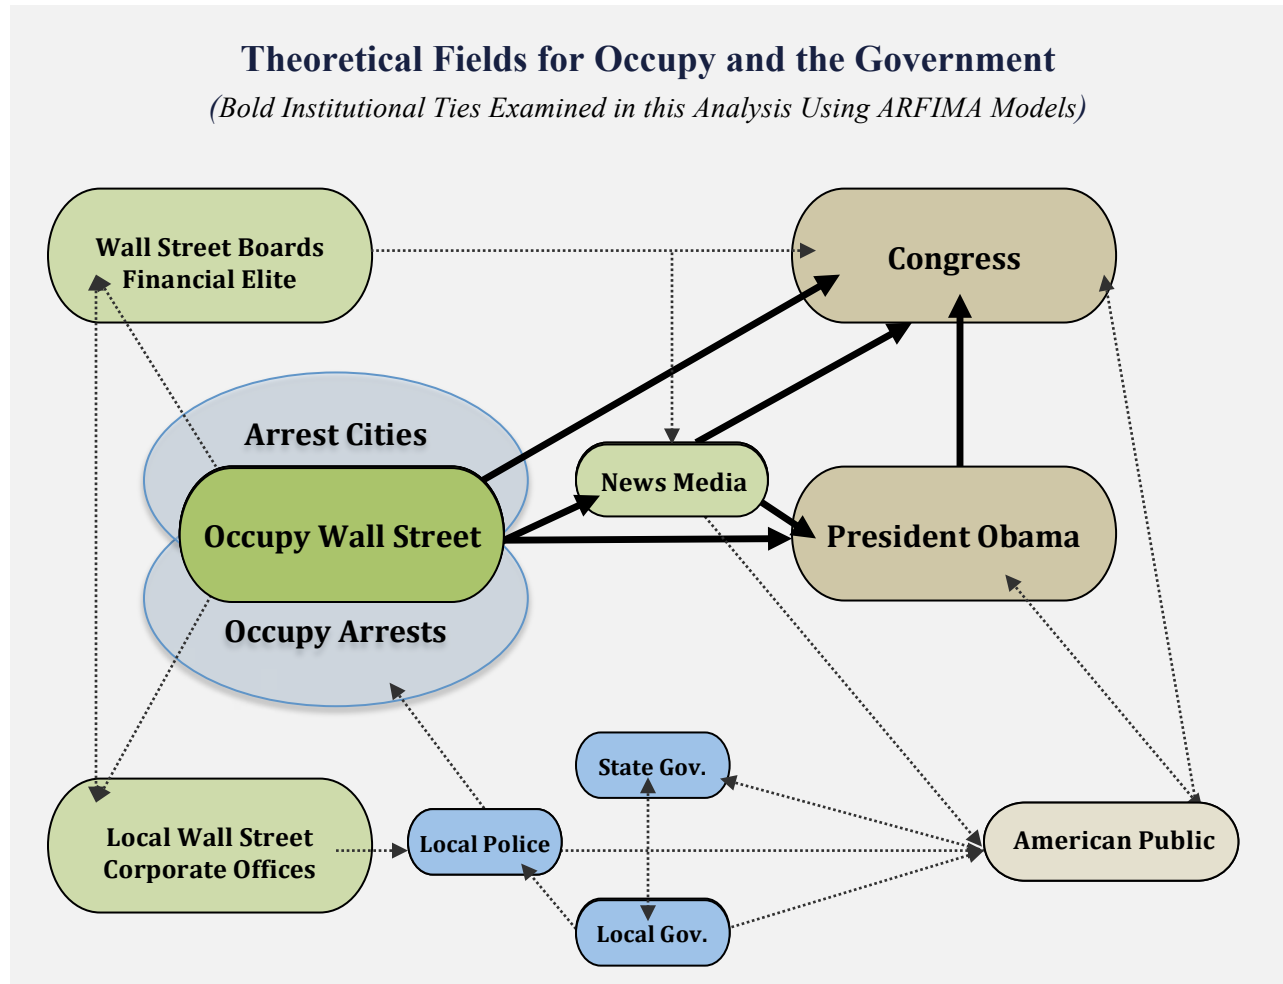 Theoretical Fields for Occupy and the Government
(Bold Institutional Ties Examined in this Analysis Using ARFIMA Models)
Wall Street Boards
Financial Elite
Congress
Arrest Cities
News Media
Occupy Wall Street
President Obama
Occupy Arrests
State Gov.
Local Wall Street
Corporate Offices
Local Police
American Public
Local Gov.